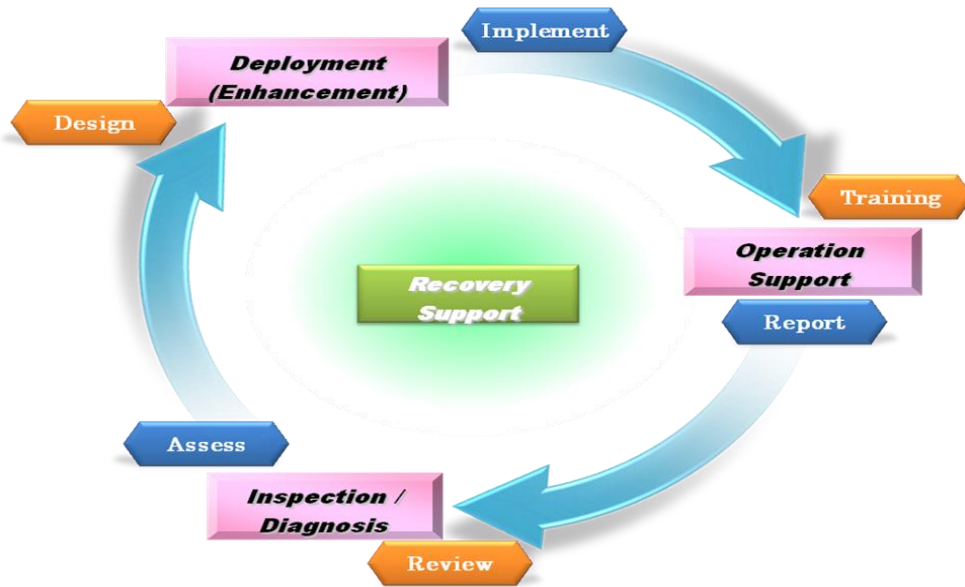 Implement
Deployment
(Enhancement)
Design
Training
Operation
Support
Recovery
Support
Report
Assess
Inspection /
Diagnosis
Review